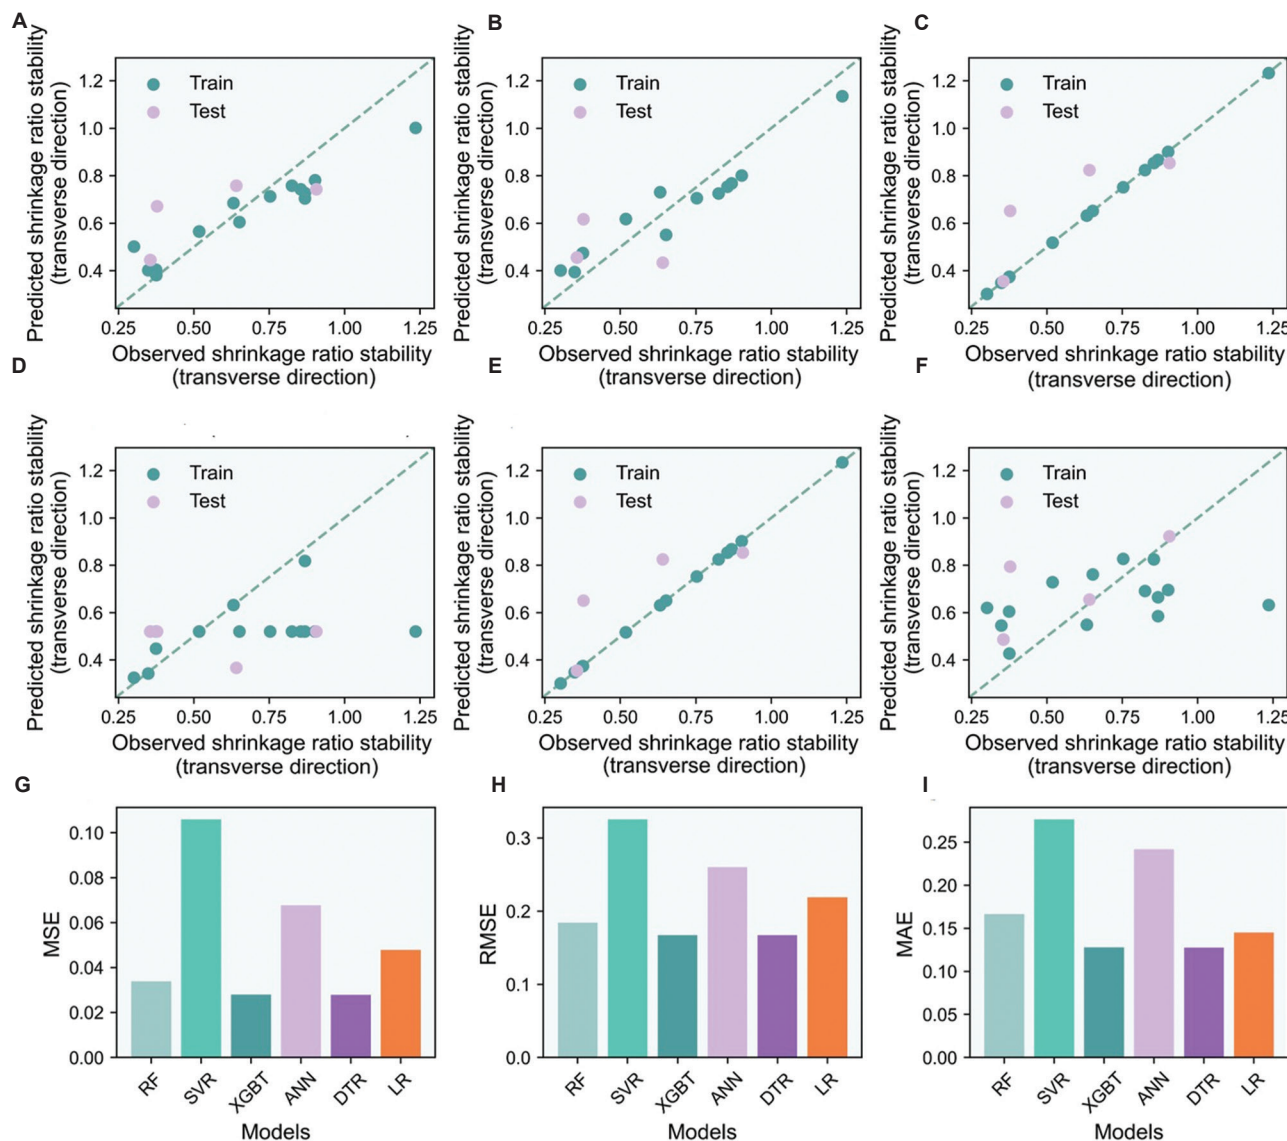 A
B
C
Predicted shrinkage ratio stability
(transverse direction)
1.2
1.0
0.8
0.6
0.4
Train
Test
0.25 0.50 0.75 1.00 1.25
Observed shrinkage ratio stability
(transverse direction)
Predicted shrinkage ratio stability
(transverse direction)
1.2
1.0
0.8
0.6
0.4
Train
Test
0.25 0.50 0.75 1.00 1.25
Observed shrinkage ratio stability
(transverse direction)
Predicted shrinkage ratio stability
(transverse direction)
1.2
1.0
0.8
0.6
0.4
Train
Test
0.25 0.50 0.75 1.00 1.25
Observed shrinkage ratio stability
(transverse direction)
D
E
F
Predicted shrinkage ratio stability
(transverse direction)
1.2
1.0
0.8
0.6
0.4
Train
Test
0.25 0.50 0.75 1.00 1.25
Observed shrinkage ratio stability
(transverse direction)
Predicted shrinkage ratio stability
(transverse direction)
1.2
1.0
0.8
0.6
0.4
Train
Test
0.25 0.50 0.75 1.00 1.25
Observed shrinkage ratio stability
(transverse direction)
Predicted shrinkage ratio stability
(transverse direction)
1.2
1.0
0.8
0.6
0.4
Train
Test
0.25 0.50 0.75 1.00 1.25
Observed shrinkage ratio stability
(transverse direction)
G
H
I
MSE
0.10
0.08
0.06
0.04
0.02
0.00
RF SVR XGBT ANN DTR LR
Models
RMSE
0.3
0.2
0.1
0.0
RF SVR XGBT ANN DTR LR
Models
MAE
0.25
0.20
0.15
0.10
0.05
0.00
RF SVR XGBT ANN DTR LR
Models